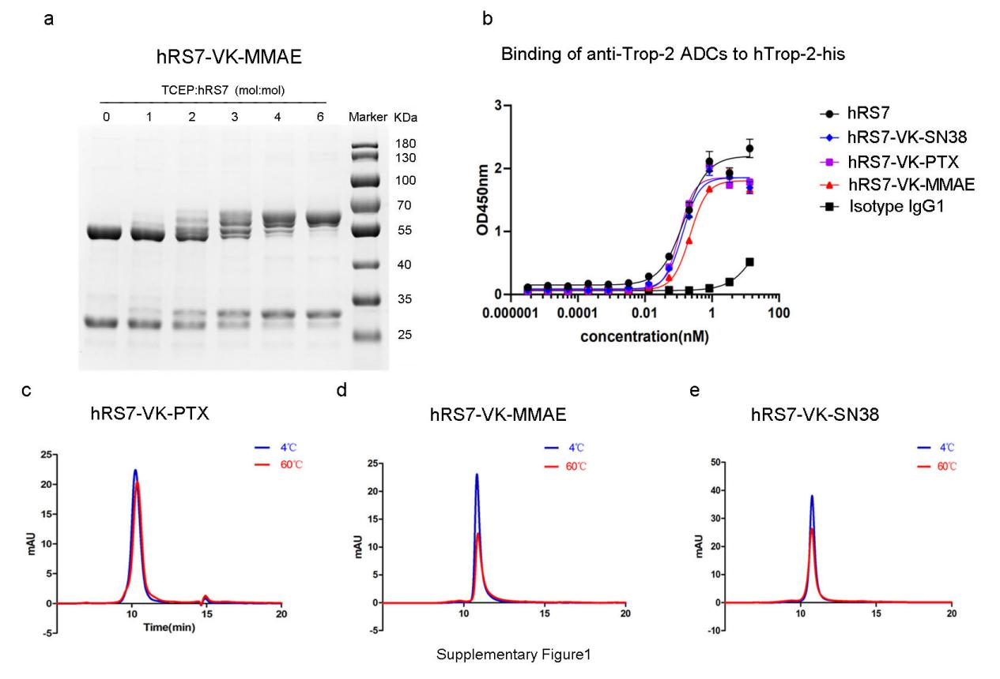 a
hRS7-VK-MMAE
TCEP:hRS7 (mol:mol)
0 1 2 3 4 6 Marker KDa
180
130
100
70
55
40
35
25
b
Binding of anti-Trop-2 ADCs to hTrop-2-his
3
2
1
0
OD450nm
0.000001 0.0001 0.01 1 100
concentration(nM)
hRS7
hRS7-VK-SN38
hRS7-VK-PTX
hRS7-VK-MMAE
Isotype IgG1
c
hRS7-VK-PTX
4℃
60℃
25
20
15
10
5
0
-5
mAU
10 15 20
Time(min)
d
hRS7-VK-MMAE
4℃
60℃
25
20
15
10
5
0
-5
mAU
10 15 20
e
hRS7-VK-SN38
4℃
60℃
50
40
30
20
10
0
-10
mAU
10 15 20
Supplementary Figure1